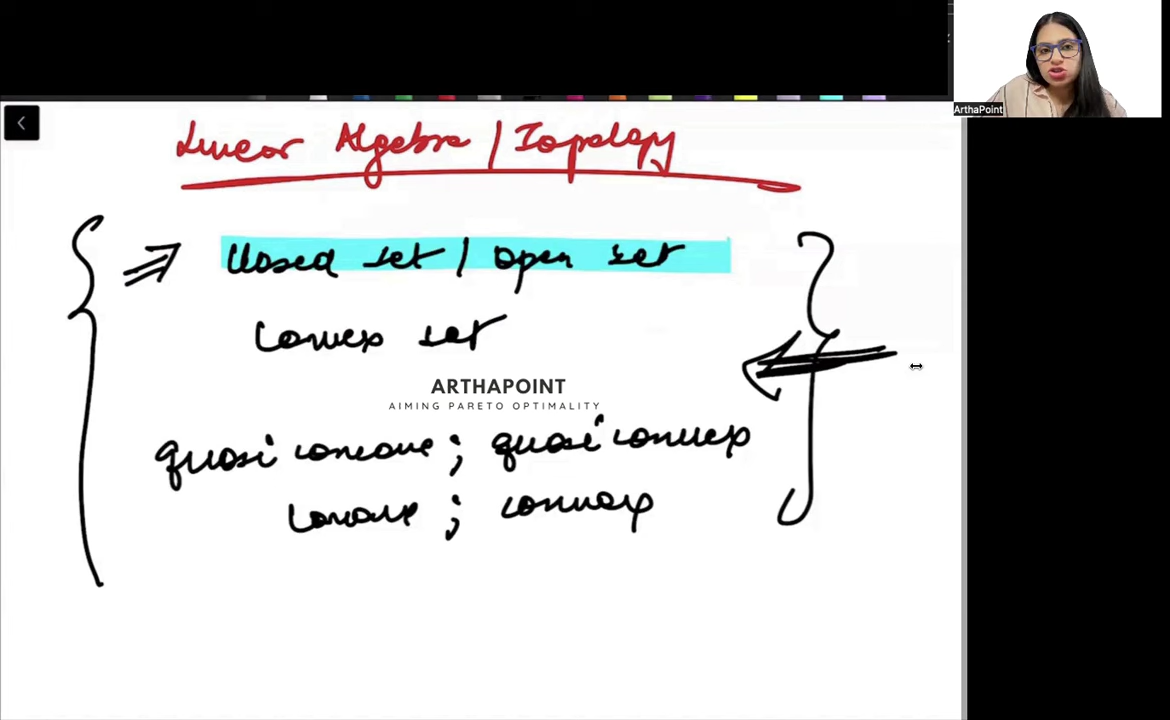 ArthaPoint
Linear Algebra / Topology
Closed set / open set
Convex set
ARTHAPOINT
AIMING PARETO OPTIMALITY
quasi concave ; quasi convex
concave ; convex